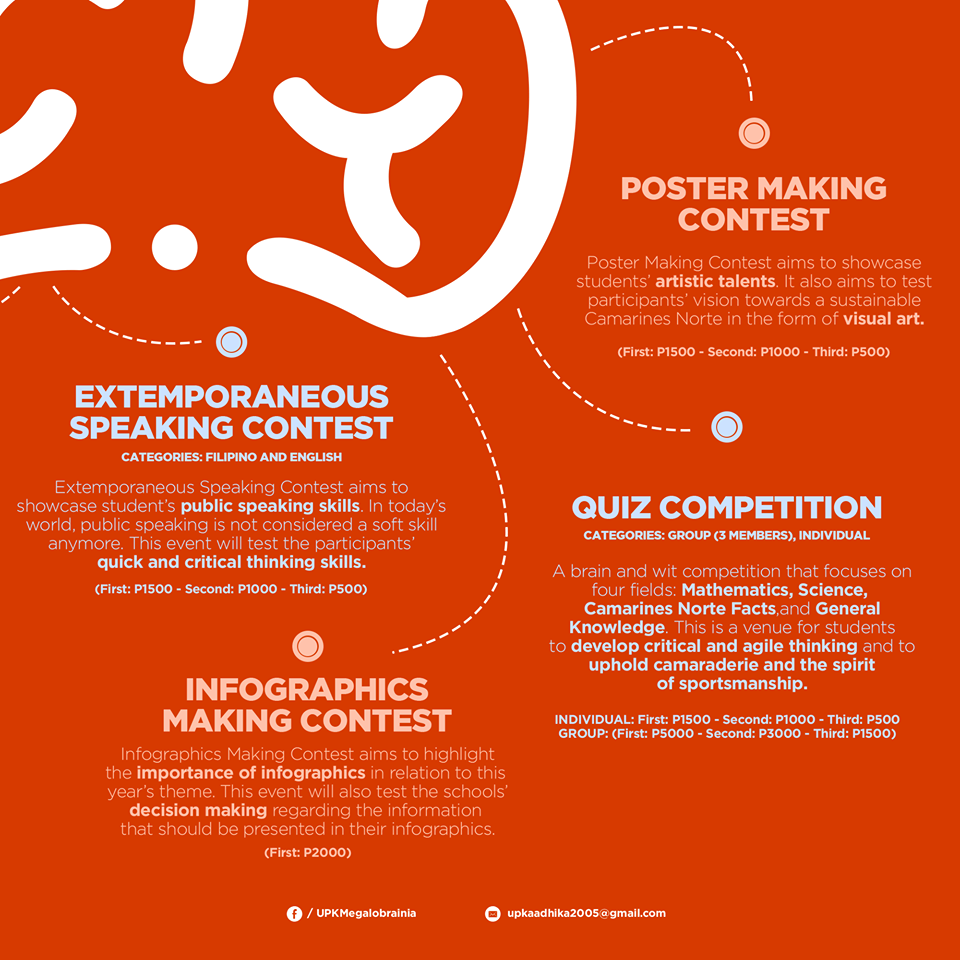 POSTER MAKING
CONTEST
Poster Making Contest aims to showcase
students' artistic talents. It also aims to test
participants' vision towards a sustainable
Camarines Norte in the form of visual art.
(First: P1500 - Second: P1000 - Third: P500)
EXTEMPORANEOUS
SPEAKING CONTEST
CATEGORIES: FILIPINO AND ENGLISH
Extemporaneous Speaking Contest aims to
showcase student's public speaking skills. In today's
world, public speaking is not considered a soft skill
anymore. This event will test the participants'
quick and critical thinking skills.
(First: P1500 - Second: P1000 - Third: P500)
QUIZ COMPETITION
CATEGORIES: GROUP (3 MEMBERS), INDIVIDUAL
A brain and wit competition that focuses on
four fields: Mathematics, Science,
Camarines Norte Facts,and General
Knowledge. This is a venue for students
to develop critical and agile thinking and to
uphold camaraderie and the spirit
of sportsmanship.
INDIVIDUAL: First: P1500 - Second: P1000 - Third: P500
GROUP: (First: P5000 - Second: P3000 - Third: P1500)
INFOGRAPHICS
MAKING CONTEST
Infographics Making Contest aims to highlight
the importance of infographics in relation to this
year's theme. This event will also test the schools'
decision making regarding the information
that should be presented in their infographics.
(First: P2000)
/ UPKMegalobrainia
upkaadhika2005@gmail.com